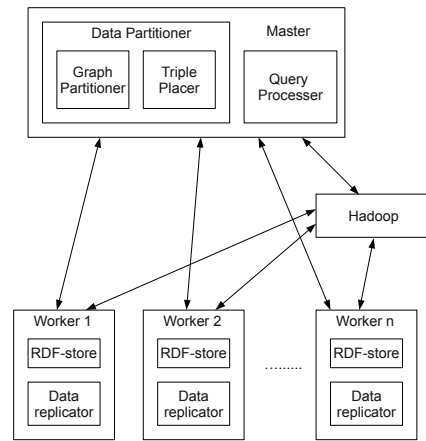 Data Partitioner
Master
Graph
Partitioner
Triple
Placer
Query
Processer
Hadoop
Worker 1
Worker 2
Worker n
RDF-store
RDF-store
RDF-store
..........
Data
replicator
Data
replicator
Data
replicator